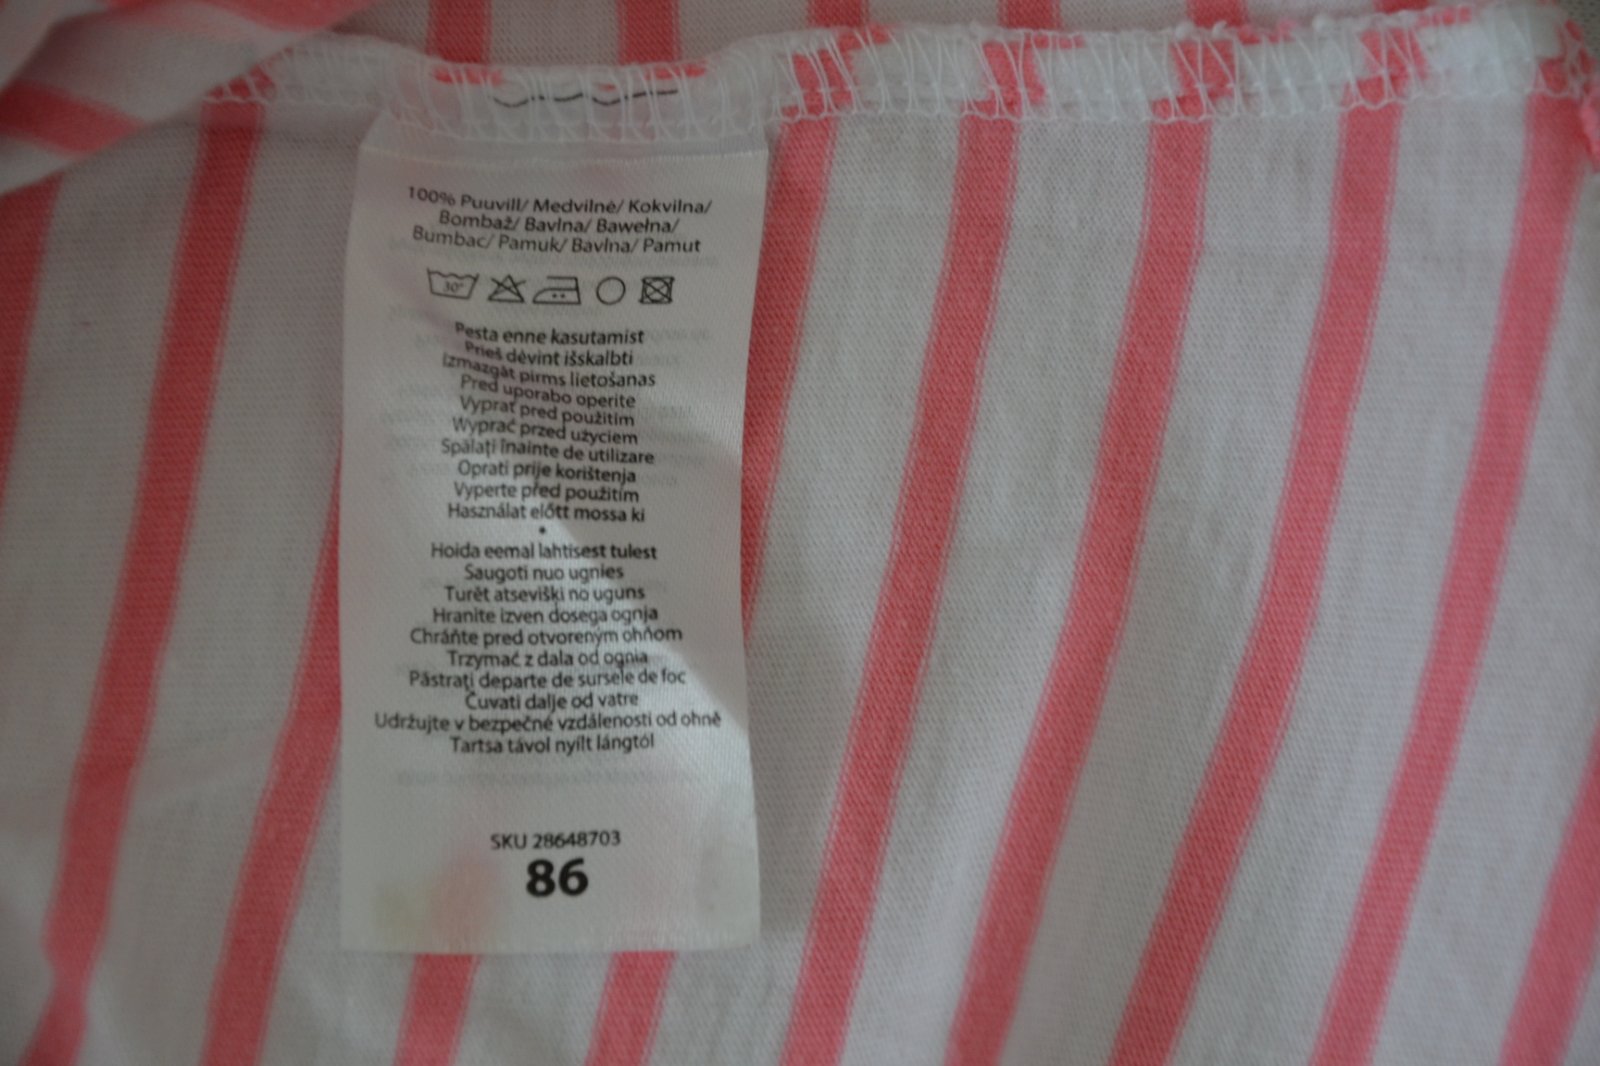 100% Puuvill/ Medvilnė/ Kokvilna/
Bombaž/ Bavlna/ Bawełna/
Bumbac/ Pamuk/ Bavlna/ Pamut
30°
Pesta enne kasutamist
Prieš dėvint išskalbti
Izmazgāt pirms lietošanas
Pred uporabo operite
Vyprať pred použitím
Wyprać przed użyciem
Spălați înainte de utilizare
Oprati prije korištenja
Vyperte před použitím
Használat előtt mossa ki
•
Hoida eemal lahtisest tulest
Saugoti nuo ugnies
Turēt atsevišķi no uguns
Hranite izven dosega ognja
Chráňte pred otvoreným ohňom
Trzymać z dala od ognia
Păstrați departe de sursele de foc
Čuvati dalje od vatre
Udržujte v bezpečné vzdálenosti od ohně
Tartsa távol nyílt lángtól
SKU 28648703
86